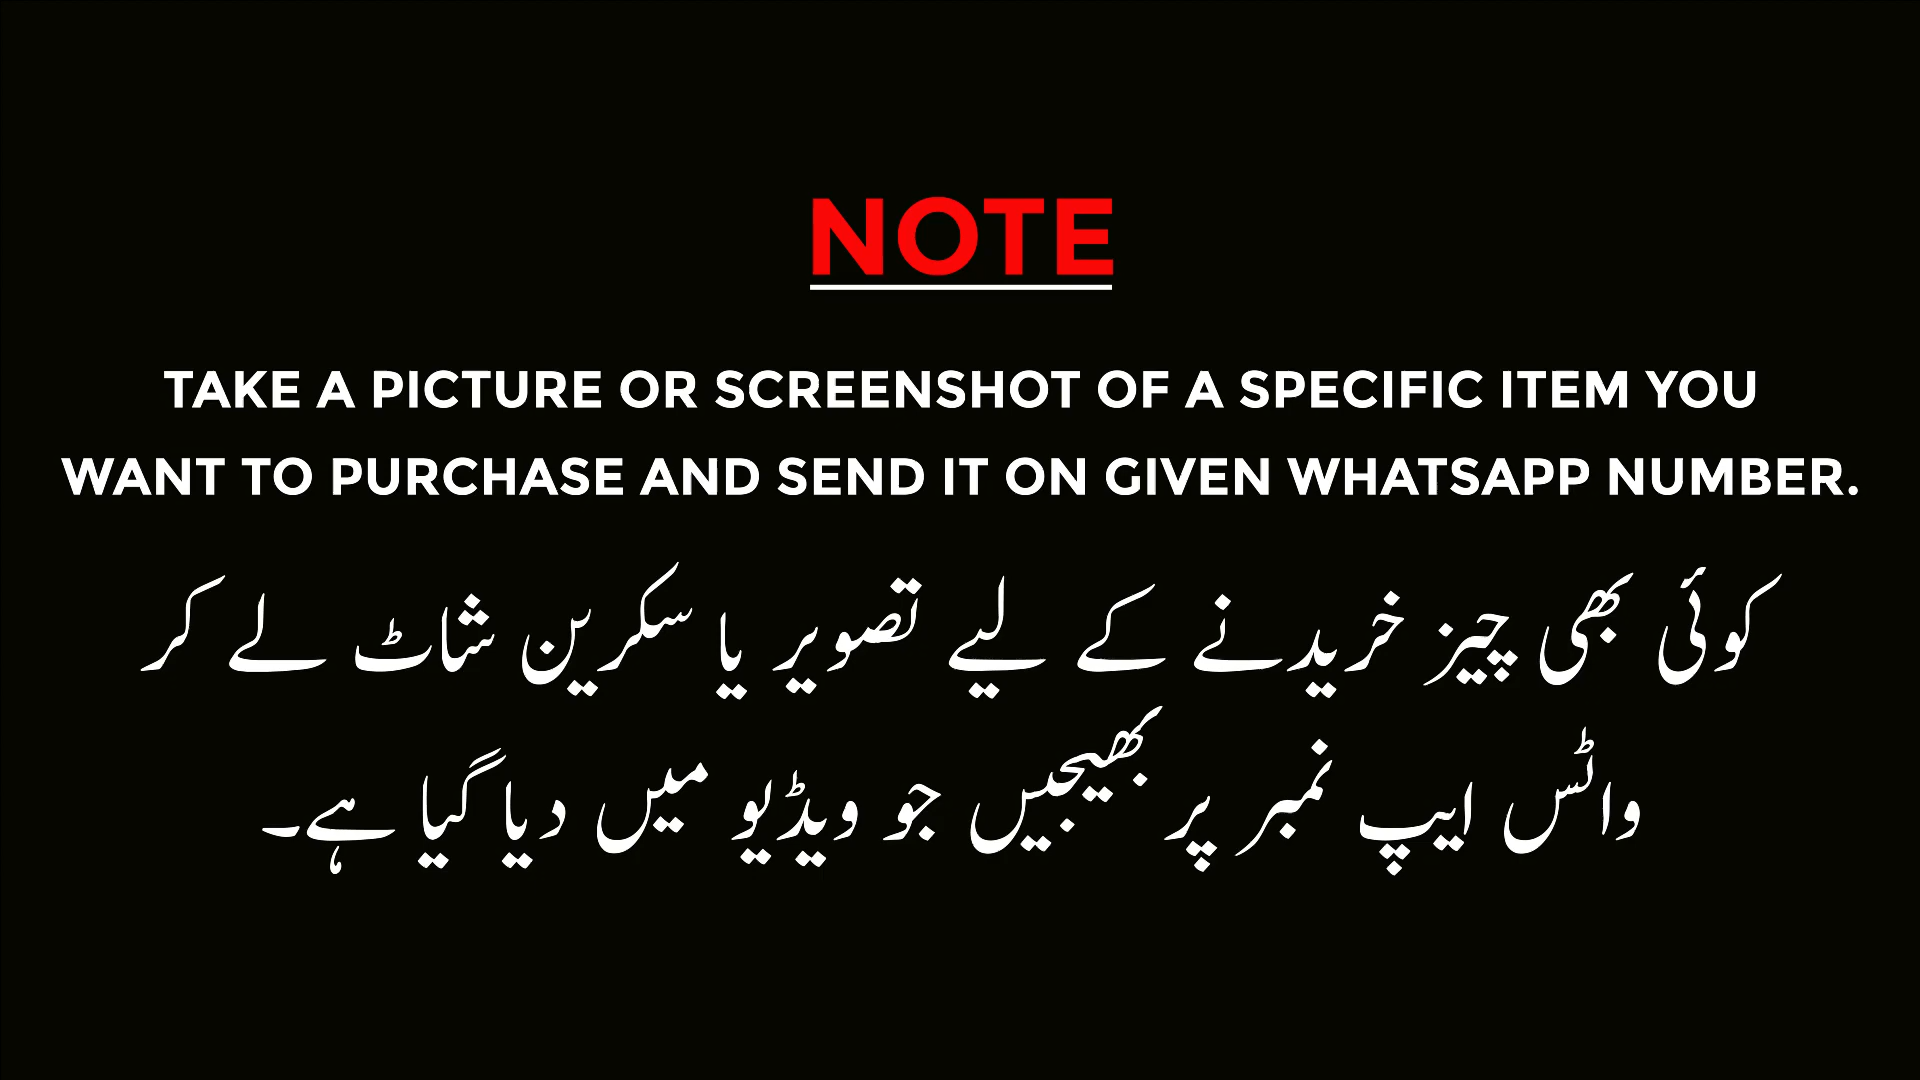 NOTE
TAKE A PICTURE OR SCREENSHOT OF A SPECIFIC ITEM YOU
WANT TO PURCHASE AND SEND IT ON GIVEN WHATSAPP NUMBER.
کوئی بھی چیز خریدنے کے لیے تصویر یا سکرین شاٹ لے کر
واٹس ایپ نمبر پر بھیجیں جو ویڈیو میں دیا گیا ہے۔